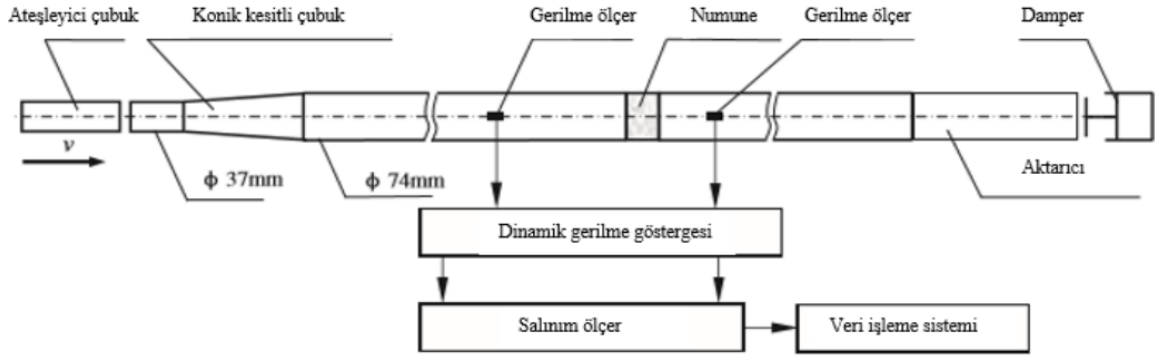 Ateşleyici çubuk
Konik kesitli çubuk
Gerilme ölçer
Numune
Gerilme ölçer
Damper
v
ϕ 37mm
ϕ 74mm
Aktarıcı
Dinamik gerilme göstergesi
Salınım ölçer
Veri işleme sistemi